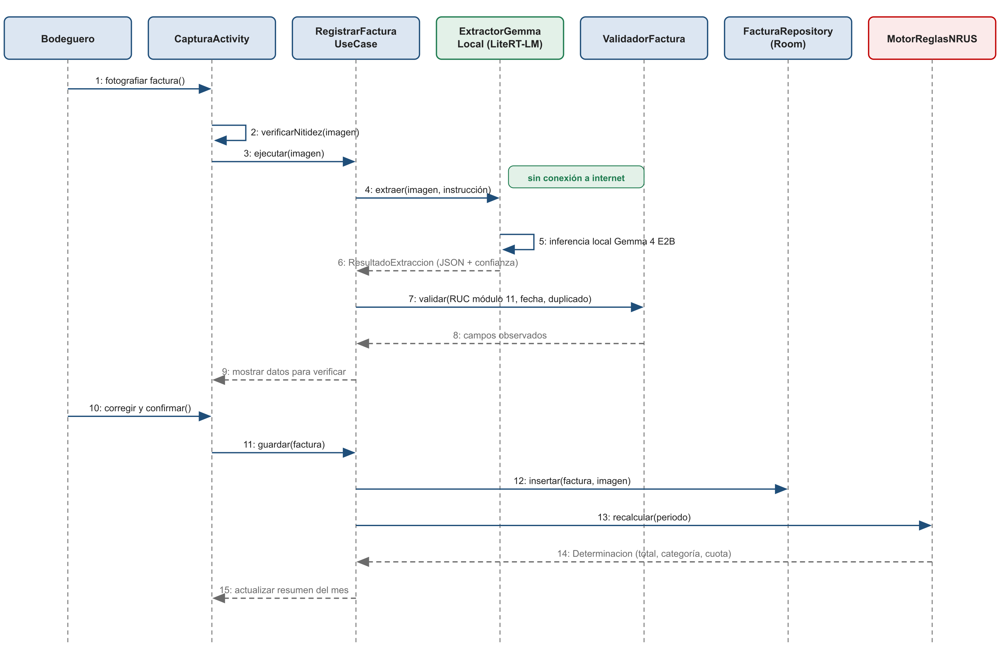 Bodeguero
CapturaActivity
RegistrarFactura
UseCase
ExtractorGemma
Local (LiteRT-LM)
ValidadorFactura
FacturaRepository
(Room)
MotorReglasNRUS
1: fotografiar factura()
2: verificarNitidez(imagen)
3: ejecutar(imagen)
sin conexión a internet
4: extraer(imagen, instrucción)
5: inferencia local Gemma 4 E2B
6: ResultadoExtraccion (JSON + confianza)
7: validar(RUC módulo 11, fecha, duplicado)
8: campos observados
9: mostrar datos para verificar
10: corregir y confirmar()
11: guardar(factura)
12: insertar(factura, imagen)
13: recalcular(periodo)
14: Determinacion (total, categoría, cuota)
15: actualizar resumen del mes